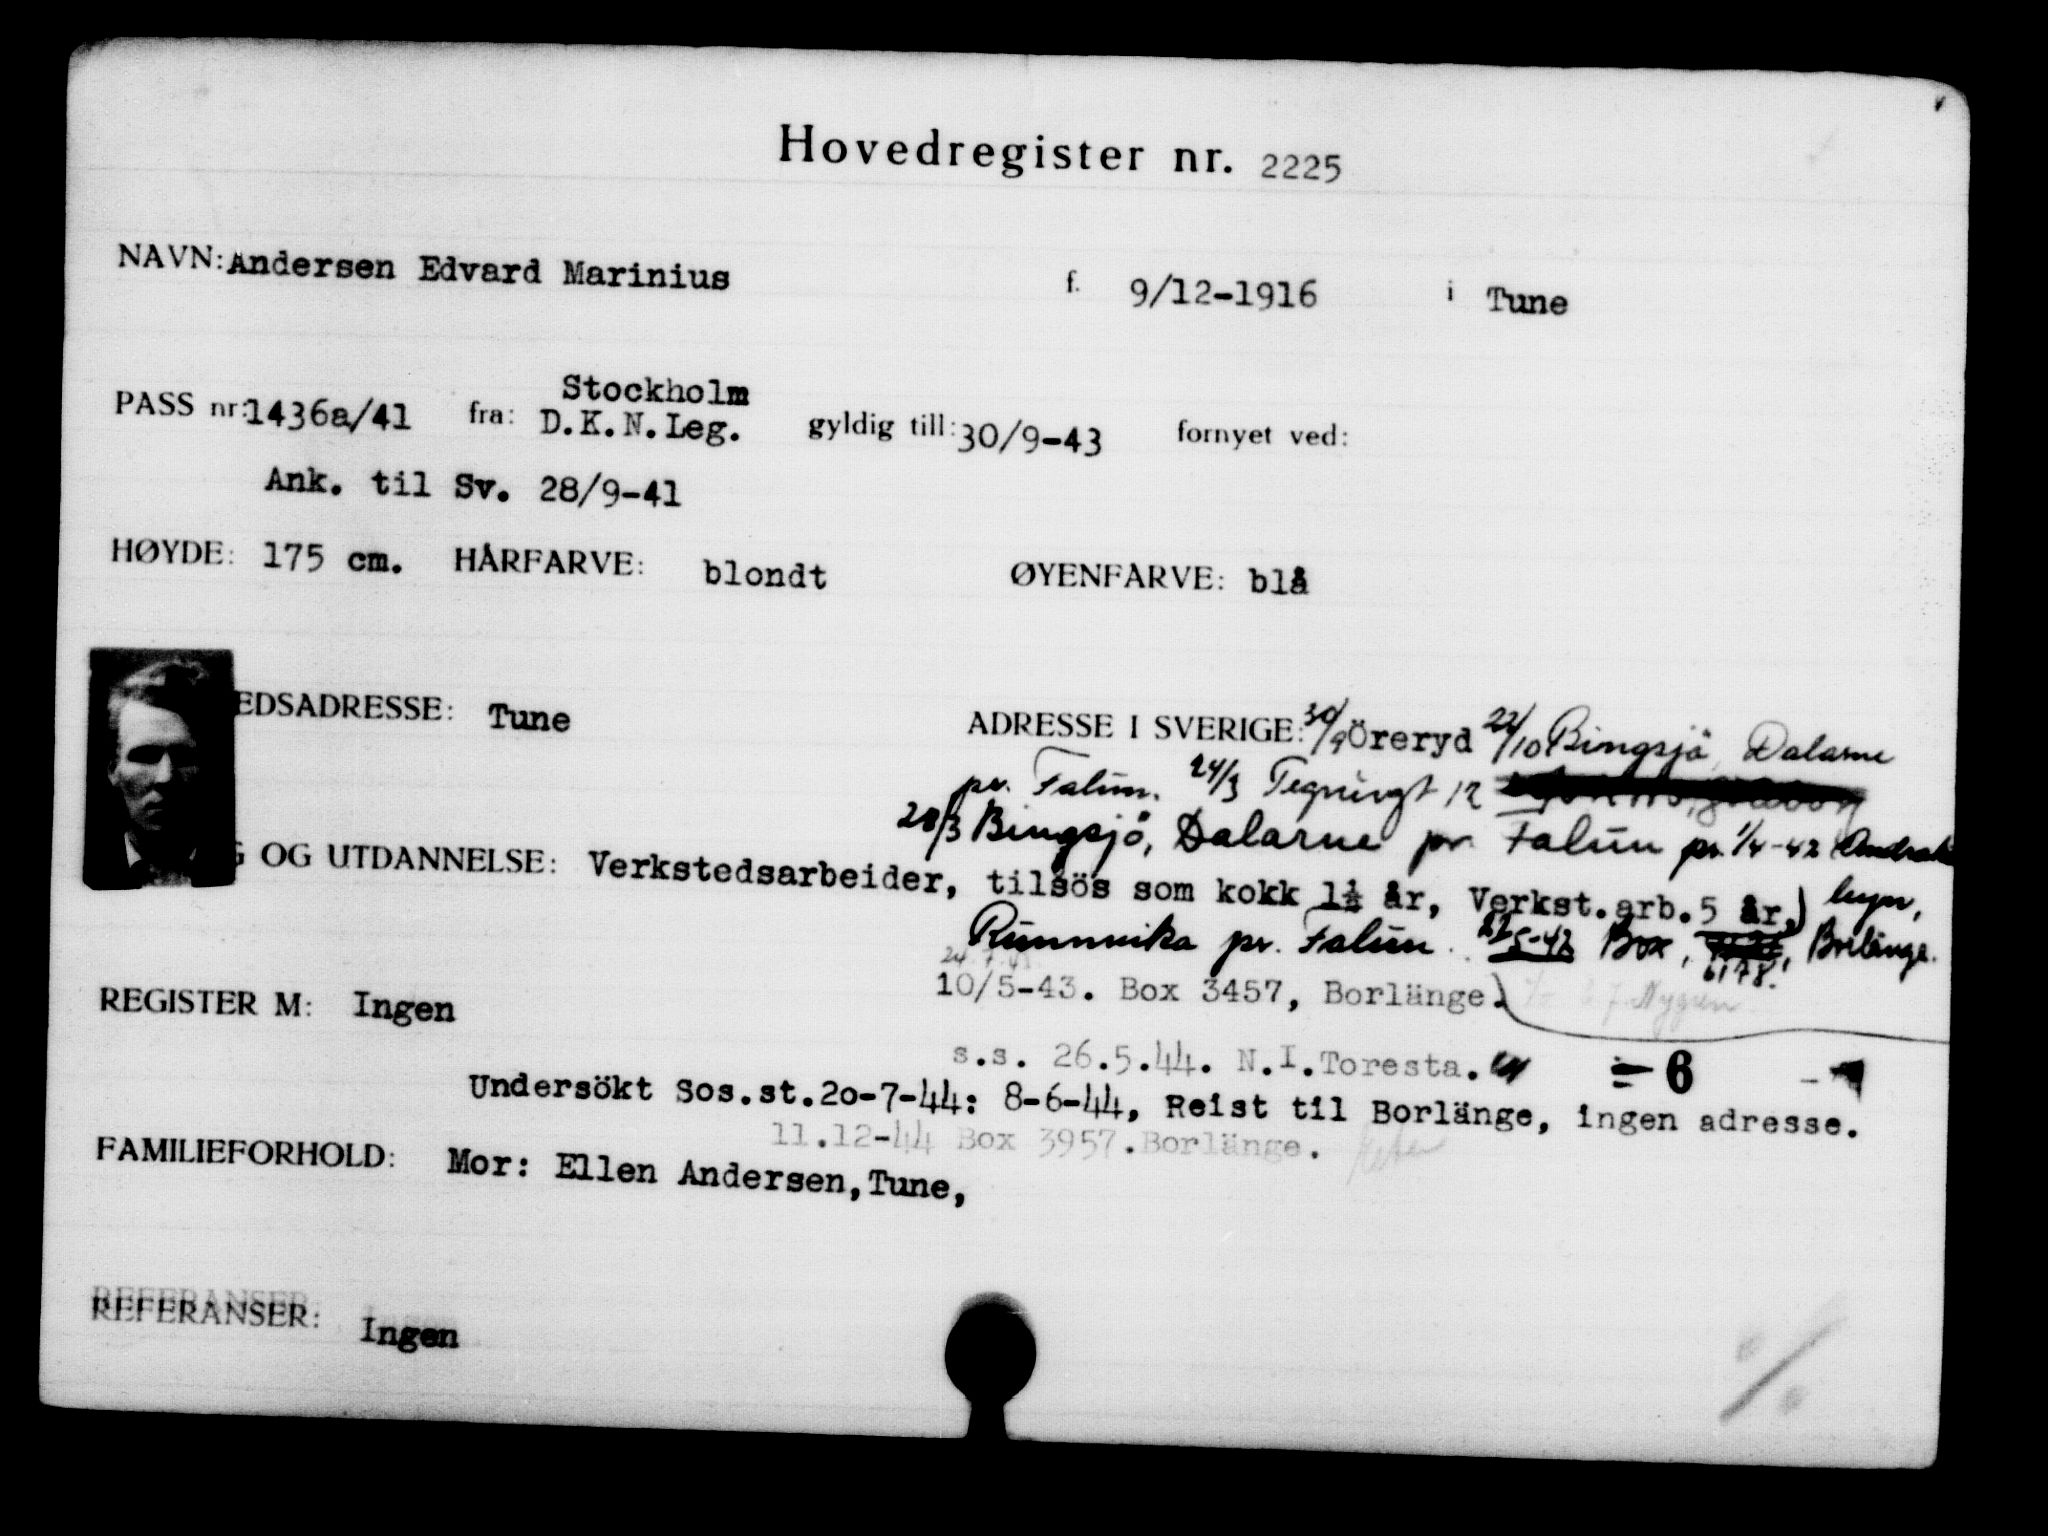 Hovedregister nr. 2225
NAVN: Andersen Edvard Marinius f. 9/12-1916 i Tune
Stockholm
PASS nr: 1436a/41 fra: D.K.N.Leg. gyldig till: 30/9-43 fornyet ved:
Ank. til Sv. 28/9-41
HØYDE: 175 cm. HÅRFARVE: blondt ØYENFARVE: blå
EDSADRESSE: Tune ADRESSE I SVERIGE: 30/9 Öreryd 22/10 Bingsjö, Dalarne
pr. Falun. 24/3 12
28/3 Bingsjö, Dalarne pr Falun pr. 1/4-42
G OG UTDANNELSE: Verkstedsarbeider, tilsös som kokk 1½ år, Verkst.arb.5 år,)
Runnvika pr. Falun. Box, 6178. Borlänge.
10/5-43. Box 3457, Borlänge. Nygren
REGISTER M: Ingen
s.s. 26.5.44. N.I.Toresta. 6
Undersökt Sos.st.2o-7-44: 8-6-44, Reist til Borlänge, ingen adresse.
11.12-44 Box 3957.Borlänge.
FAMILIEFORHOLD: Mor: Ellen Andersen,Tune,
REFERANSER: Ingen